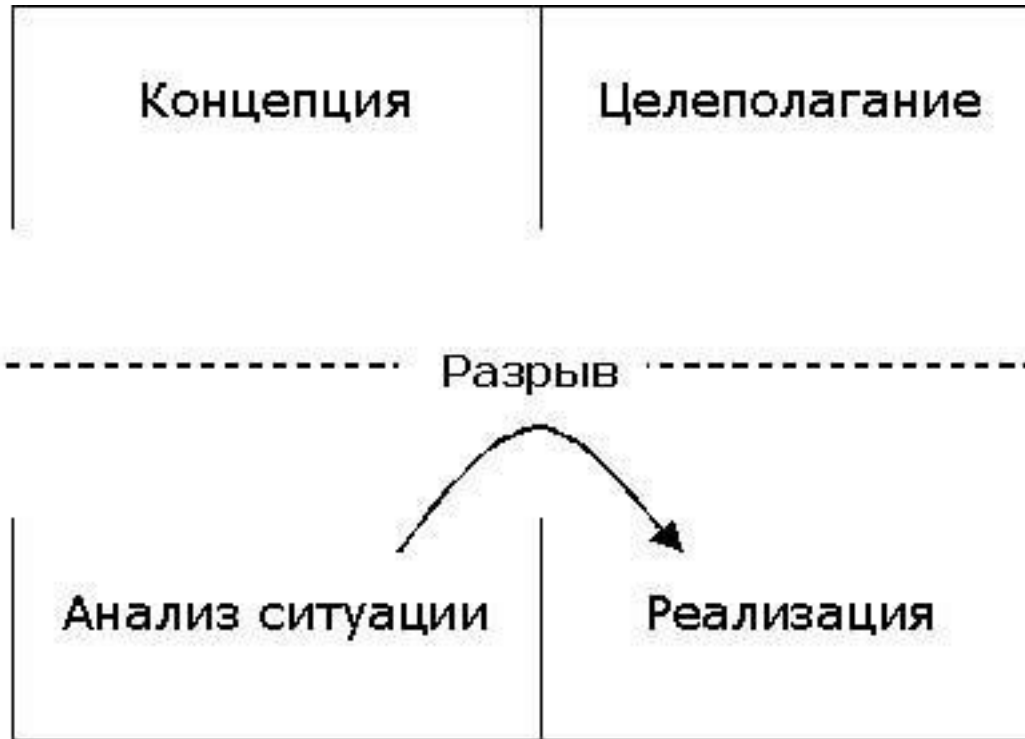 Концепция
Целеполагание
Разрыв
Анализ ситуации
Реализация